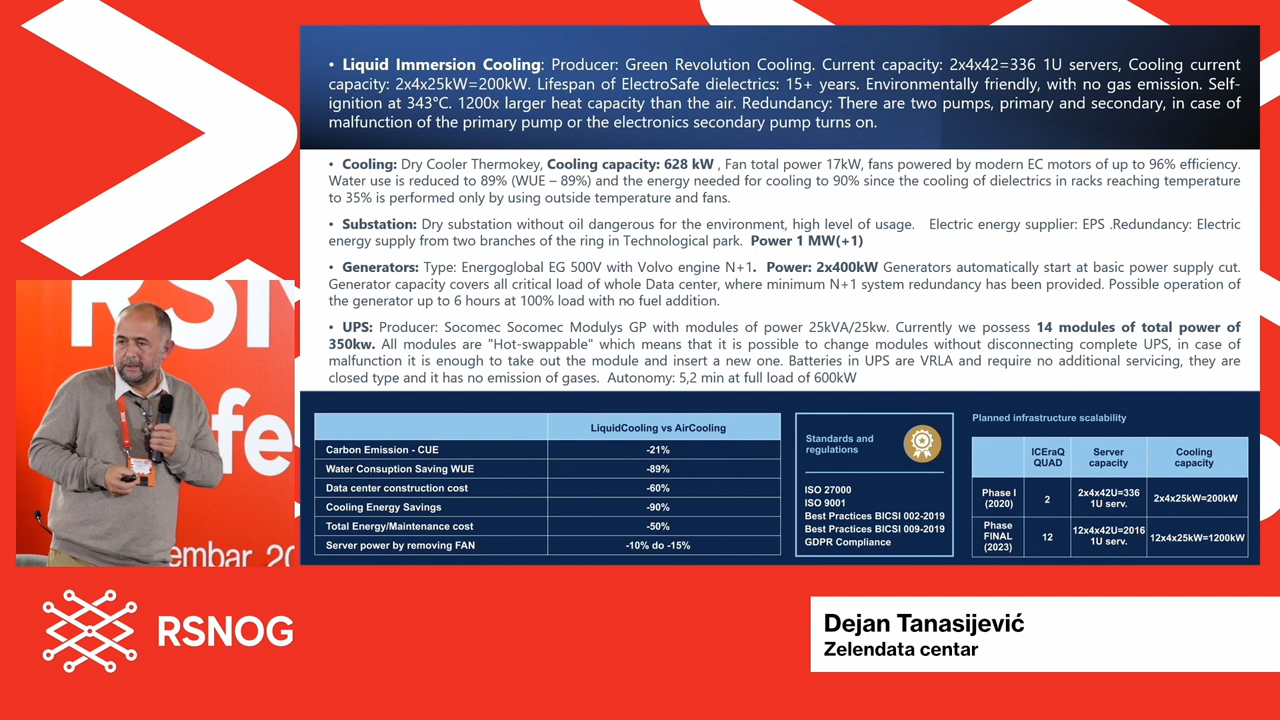 • Liquid Immersion Cooling: Producer: Green Revolution Cooling. Current capacity: 2x4x42=336 1U servers, Cooling current
capacity: 2x4x25kW=200kW. Lifespan of ElectroSafe dielectrics: 15+ years. Environmentally friendly, with no gas emission. Self-
ignition at 343°C. 1200x larger heat capacity than the air. Redundancy: There are two pumps, primary and secondary, in case of
malfunction of the primary pump or the electronics secondary pump turns on.
• Cooling: Dry Cooler Thermokey, Cooling capacity: 628 kW , Fan total power 17kW, fans powered by modern EC motors of up to 96% efficiency.
Water use is reduced to 89% (WUE – 89%) and the energy needed for cooling to 90% since the cooling of dielectrics in racks reaching temperature
to 35% is performed only by using outside temperature and fans.
• Substation: Dry substation without oil dangerous for the environment, high level of usage. Electric energy supplier: EPS .Redundancy: Electric
energy supply from two branches of the ring in Technological park. Power 1 MW(+1)
• Generators: Type: Energoglobal EG 500V with Volvo engine N+1. Power: 2x400kW Generators automatically start at basic power supply cut.
Generator capacity covers all critical load of whole Data center, where minimum N+1 system redundancy has been provided. Possible operation of
the generator up to 6 hours at 100% load with no fuel addition.
• UPS: Producer: Socomec Socomec Modulys GP with modules of power 25kVA/25kw. Currently we possess 14 modules of total power of
350kw. All modules are "Hot-swappable" which means that it is possible to change modules without disconnecting complete UPS, in case of
malfunction it is enough to take out the module and insert a new one. Batteries in UPS are VRLA and require no additional servicing, they are
closed type and it has no emission of gases. Autonomy: 5,2 min at full load of 600kW
LiquidCooling vs AirCooling
Carbon Emission - CUE -21%
Water Consuption Saving WUE -89%
Data center construction cost -60%
Cooling Energy Savings -90%
Total Energy/Maintenance cost -50%
Server power by removing FAN -10% do -15%
Standards and
regulations
ISO 27000
ISO 9001
Best Practices BICSI 002-2019
Best Practices BICSI 009-2019
GDPR Compliance
Planned infrastructure scalability
ICEraQ QUAD Server capacity Cooling capacity
Phase I (2020) 2 2x4x42U=336 1U serv. 2x4x25kW=200kW
Phase FINAL (2023) 12 12x4x42U=2016 1U serv. 12x4x25kW=1200kW
RSN
fe
embar 20
RSNOG
Dejan Tanasijević
Zelendata centar